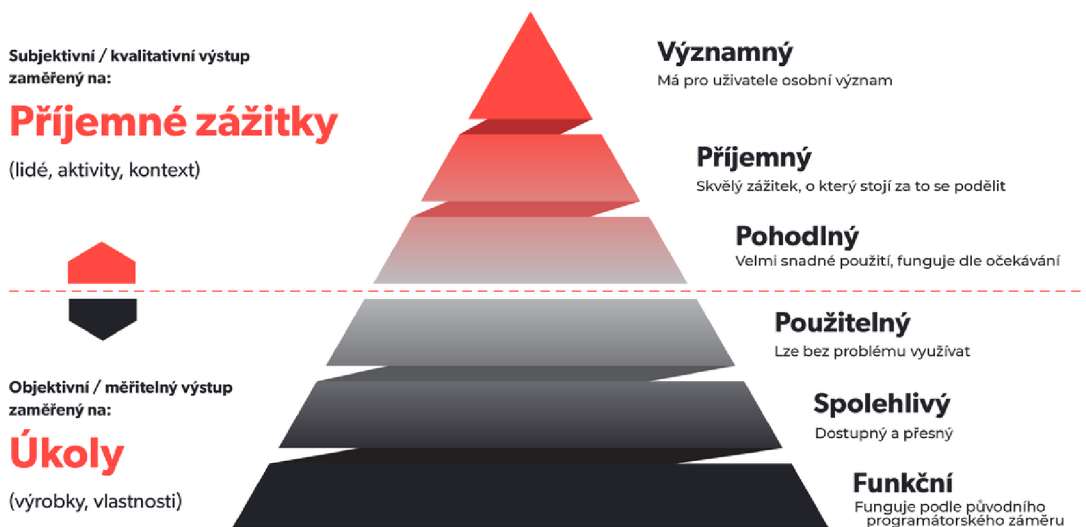 Subjektivní / kvalitativní výstup
zaměřený na:
Příjemné zážitky
(lidé, aktivity, kontext)
Objektivní / měřitelný výstup
zaměřený na:
Úkoly
(výrobky, vlastnosti)
Významný
Má pro uživatele osobní význam
Příjemný
Skvělý zážitek, o který stojí za to se podělit
Pohodlný
Velmi snadné použití, funguje dle očekávání
Použitelný
Lze bez problému využívat
Spolehlivý
Dostupný a přesný
Funkční
Funguje podle původního
programátorského záměru